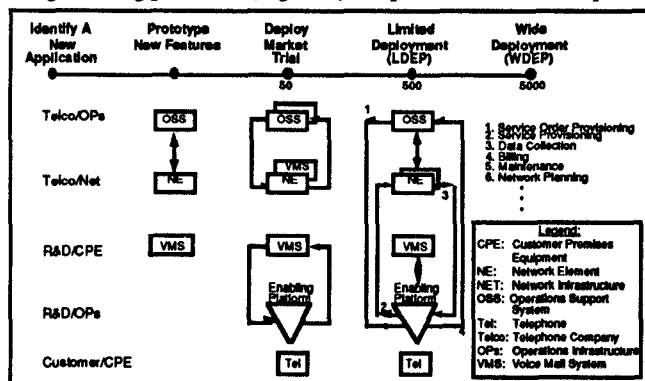 Identify A New Application
Prototype New Features
Deploy Market Trial
Limited Deployment (LDEP)
Wide Deployment (WDEP)
50
500
5000
Telco/OPs
OSS
OSS
1
OSS
1. Service Order Provisioning
2. Service Provisioning
3. Data Collection
4. Billing
5. Maintenance
6. Network Planning
Telco/Net
NE
VMS
NE
NE
3
R&D/CPE
VMS
VMS
VMS
R&D/OPs
Enabling Platform
Enabling Platform
2
Customer/CPE
Tel
Tel
Legend:
CPE: Customer Premises Equipment
NE: Network Element
NET: Network Infrastructure
OSS: Operations Support System
Tel: Telephone
Telco: Telephone Company
OPs: Operations Infrastructure
VMS: Voice Mail System